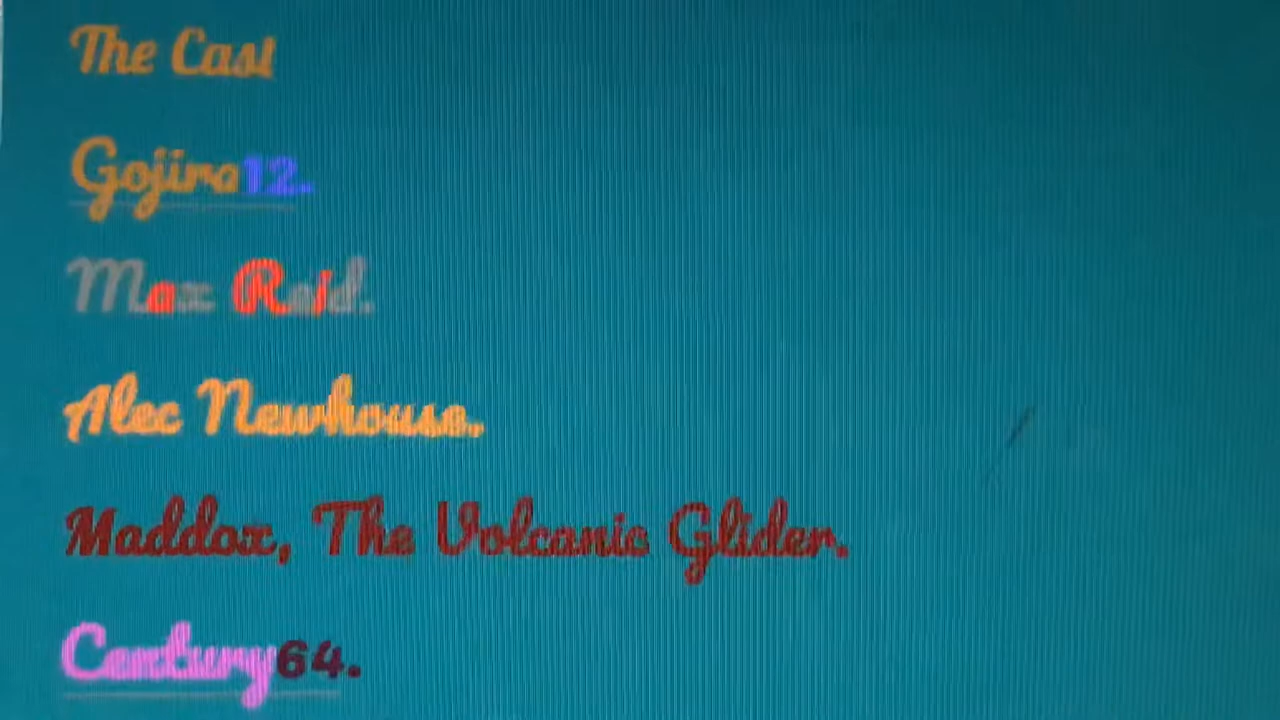 The Cast
Gojira12.
Max Reid.
Alec Newhouse.
Maddox, The Volcanic Glider.
Century64.